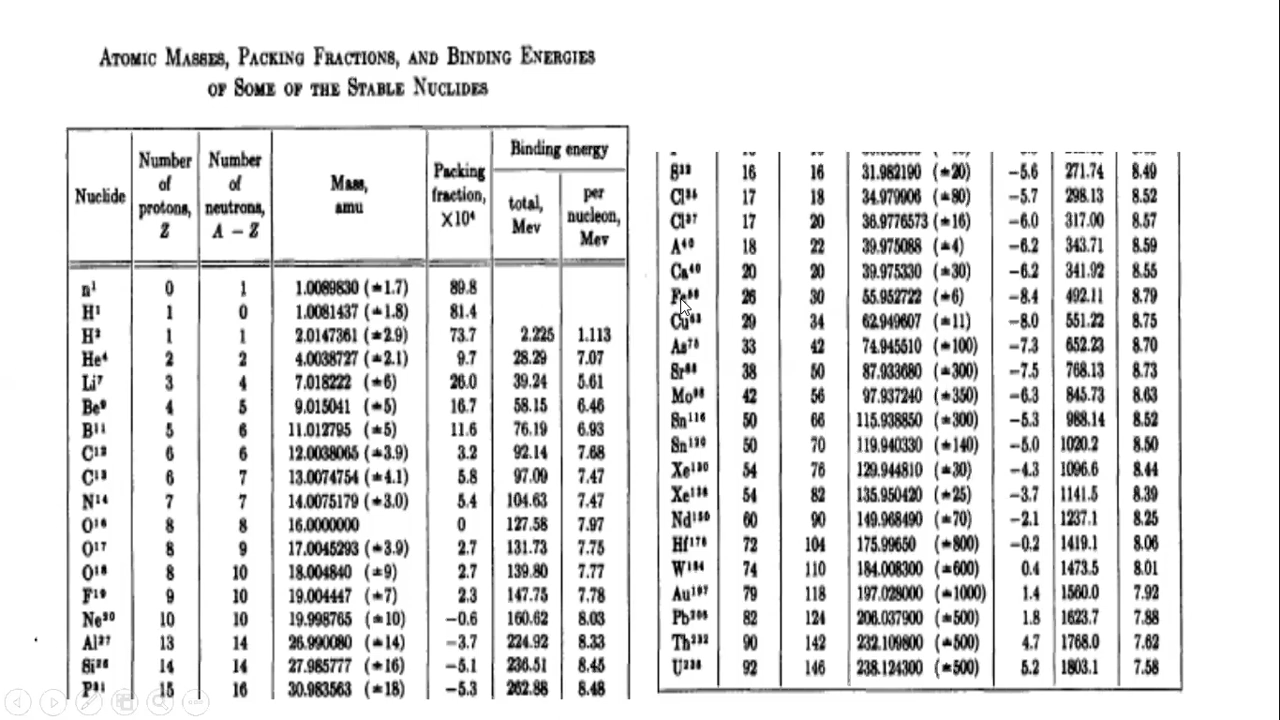 ATOMIC MASSES, PACKING FRACTIONS, AND BINDING ENERGIES
OF SOME OF THE STABLE NUCLIDES
Nuclide Number of protons, Z Number of neutrons, A − Z Mass, amu Packing fraction, X10⁴ Binding energy total, Mev per nucleon, Mev
n¹ 0 1 1.0089830 (±1.7) 89.8
H¹ 1 0 1.0081437 (±1.8) 81.4
H² 1 1 2.0147361 (±2.9) 73.7 2.225 1.113
He⁴ 2 2 4.0038727 (±2.1) 9.7 28.29 7.07
Li⁷ 3 4 7.018222 (±6) 26.0 39.24 5.61
Be⁹ 4 5 9.015041 (±5) 16.7 58.15 6.46
B¹¹ 5 6 11.012795 (±5) 11.6 76.19 6.93
C¹² 6 6 12.0038065 (±3.9) 3.2 92.14 7.68
C¹³ 6 7 13.0074754 (±4.1) 5.8 97.09 7.47
N¹⁴ 7 7 14.0075179 (±3.0) 5.4 104.63 7.47
O¹⁶ 8 8 16.0000000 0 127.58 7.97
O¹⁷ 8 9 17.0045293 (±3.9) 2.7 131.73 7.75
O¹⁸ 8 10 18.004840 (±9) 2.7 139.80 7.77
F¹⁹ 9 10 19.004447 (±7) 2.3 147.75 7.78
Ne²⁰ 10 10 19.998765 (±10) −0.6 160.62 8.03
Al²⁷ 13 14 26.990080 (±14) −3.7 224.92 8.33
Si²⁸ 14 14 27.985777 (±16) −5.1 236.51 8.45
P³¹ 15 16 30.983563 (±18) −5.3 262.88 8.48
S³² 16 16 31.982190 (±20) −5.6 271.74 8.49
Cl³⁵ 17 18 34.979906 (±80) −5.7 298.13 8.52
Cl³⁷ 17 20 36.9776573 (±16) −6.0 317.00 8.57
A⁴⁰ 18 22 39.975088 (±4) −6.2 343.71 8.59
Ca⁴⁰ 20 20 39.975330 (±30) −6.2 341.92 8.55
Fe⁵⁶ 26 30 55.952722 (±6) −8.4 492.11 8.79
Cu⁶³ 29 34 62.949607 (±11) −8.0 551.22 8.75
As⁷⁵ 33 42 74.945510 (±100) −7.3 652.23 8.70
Sr⁸⁸ 38 50 87.933680 (±300) −7.5 768.13 8.73
Mo⁹⁸ 42 56 97.937240 (±350) −6.3 845.73 8.63
Sn¹¹⁶ 50 66 115.938850 (±300) −5.3 988.14 8.52
Sn¹²⁰ 50 70 119.940330 (±140) −5.0 1020.2 8.50
Xe¹³⁰ 54 76 129.944810 (±30) −4.3 1096.6 8.44
Xe¹³⁶ 54 82 135.950420 (±25) −3.7 1141.5 8.39
Nd¹⁵⁰ 60 90 149.968490 (±70) −2.1 1237.1 8.25
Hf¹⁷⁶ 72 104 175.99650 (±800) −0.2 1419.1 8.06
W¹⁸⁴ 74 110 184.008300 (±600) 0.4 1473.5 8.01
Au¹⁹⁷ 79 118 197.028000 (±1000) 1.4 1560.0 7.92
Pb²⁰⁶ 82 124 206.037900 (±500) 1.8 1623.7 7.88
Th²³² 90 142 232.109800 (±500) 4.7 1768.0 7.62
U²³⁸ 92 146 238.124300 (±500) 5.2 1803.1 7.58